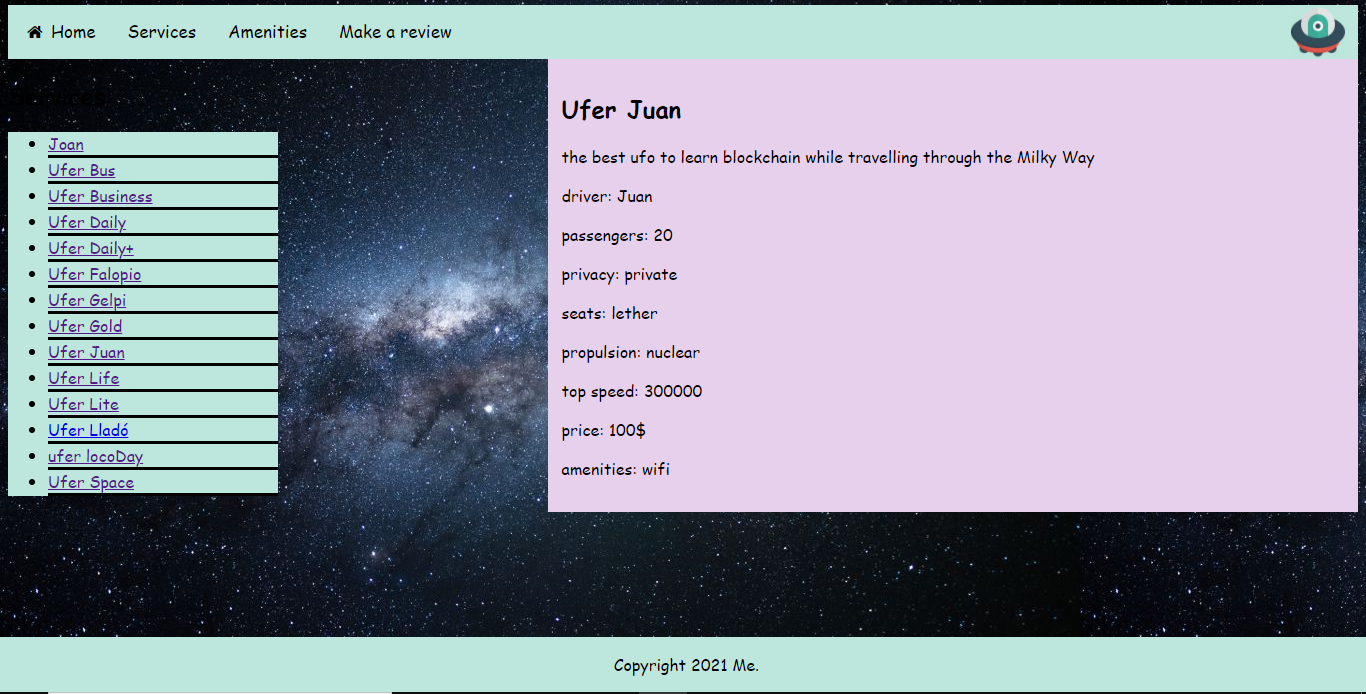 Home Services Amenities Make a review
Services
Joan
Ufer Bus
Ufer Business
Ufer Daily
Ufer Daily+
Ufer Falopio
Ufer Gelpi
Ufer Gold
Ufer Juan
Ufer Life
Ufer Lite
Ufer Lladó
ufer locoDay
Ufer Space
Ufer Juan
the best ufo to learn blockchain while travelling through the Milky Way
driver: Juan
passengers: 20
privacy: private
seats: lether
propulsion: nuclear
top speed: 300000
price: 100$
amenities: wifi
Copyright 2021 Me.